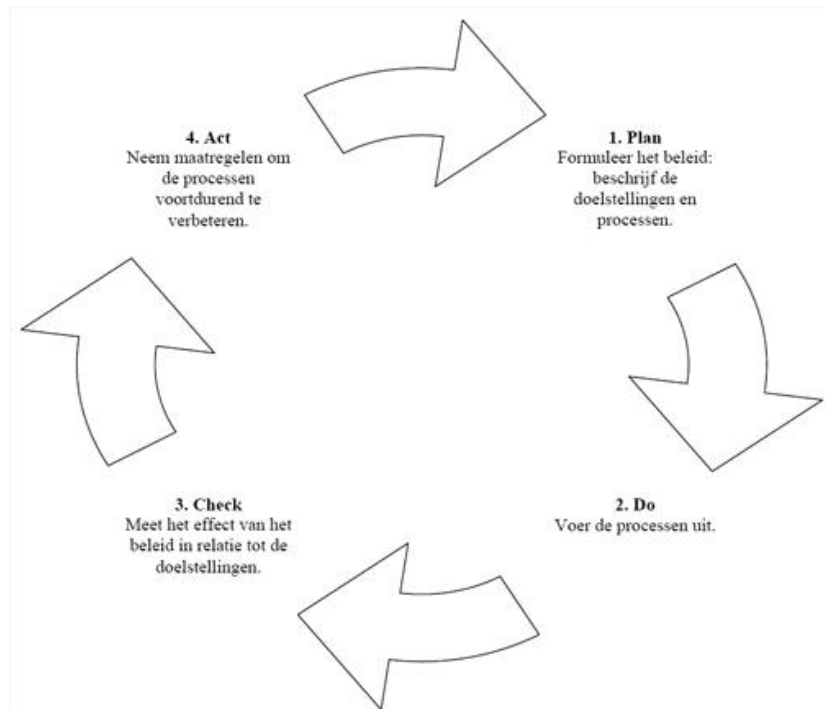 1. Plan
Formuleer het beleid:
beschrijf de
doelstellingen en
processen.
2. Do
Voer de processen uit.
3. Check
Meet het effect van het
beleid in relatie tot de
doelstellingen.
4. Act
Neem maatregelen om
de processen
voortdurend te
verbeteren.